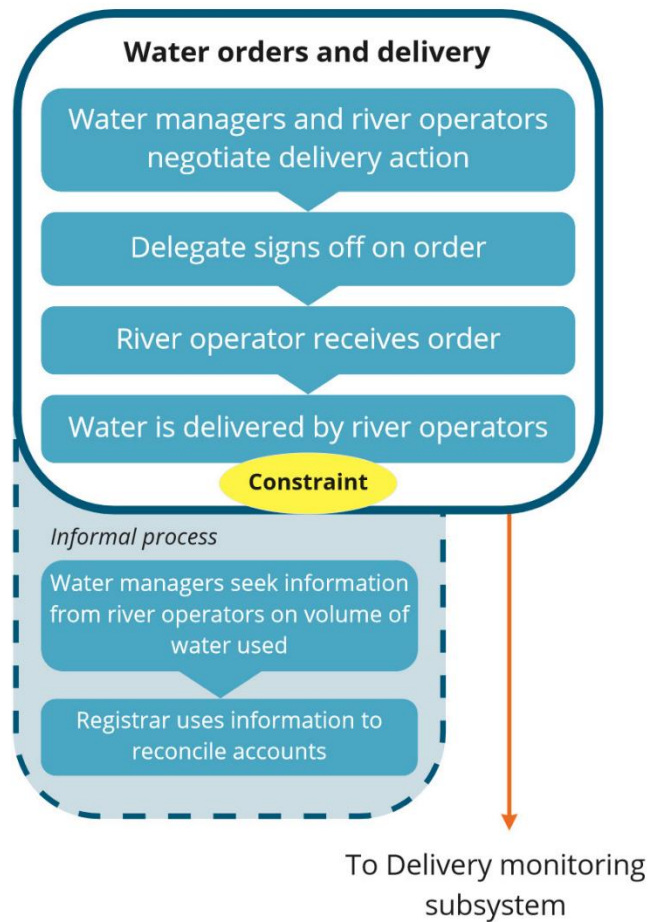 Water orders and delivery
Water managers and river operators
negotiate delivery action
Delegate signs off on order
River operator receives order
Water is delivered by river operators
Constraint
Informal process
Water managers seek information
from river operators on volume of
water used
Registrar uses information to
reconcile accounts
To Delivery monitoring
subsystem